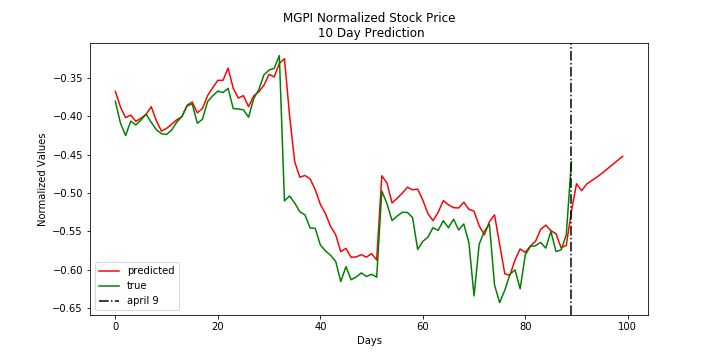 MGPI Normalized Stock Price
10 Day Prediction
Normalized Values
−0.35
−0.40
−0.45
−0.50
−0.55
−0.60
−0.65
predicted
true
april 9
0
20
40
60
80
100
Days